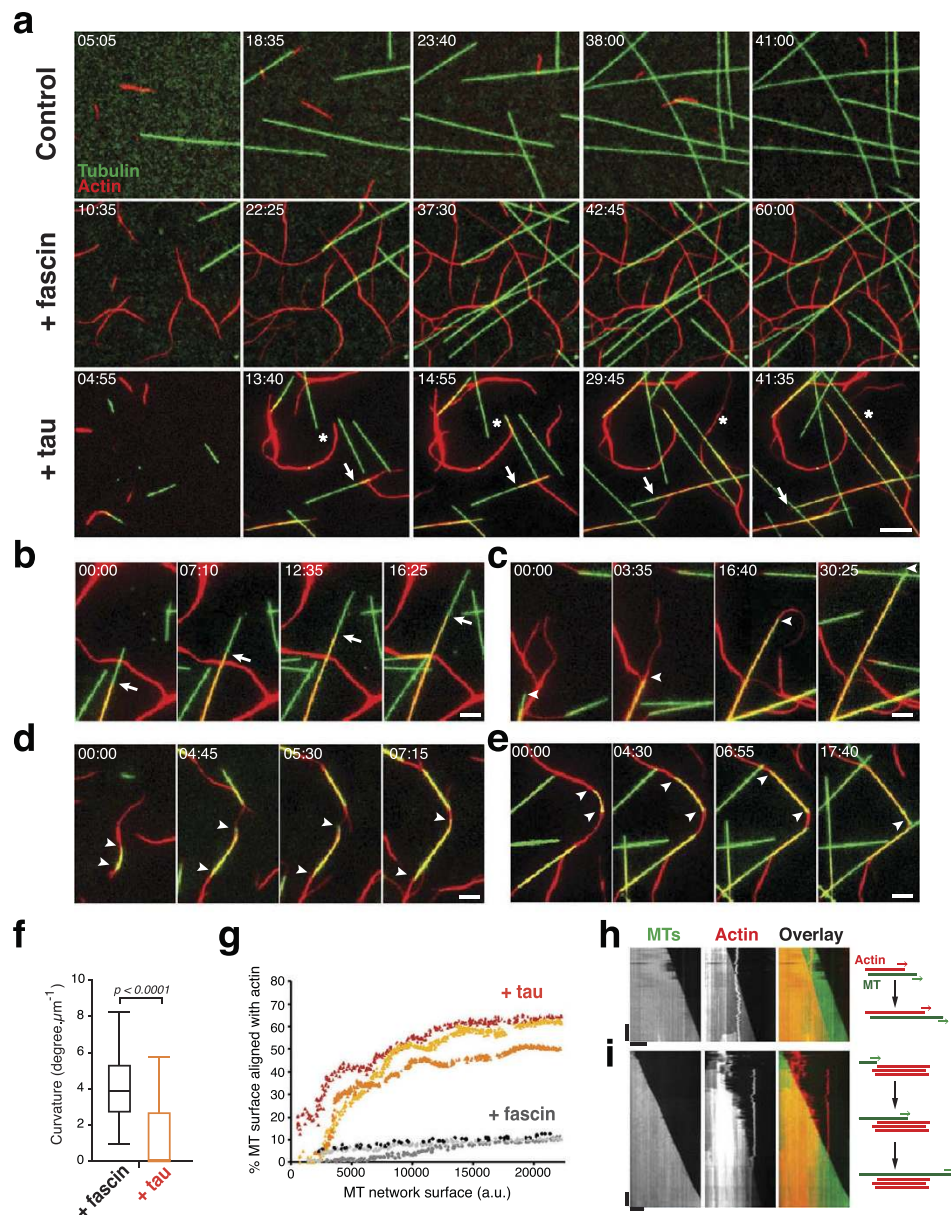 a
Control
05:05 18:35 23:40 38:00 41:00
Tubulin
Actin
+ fascin
10:35 22:25 37:30 42:45 60:00
+ tau
04:55 13:40 14:55 29:45 41:35
* * * *
b
00:00 07:10 12:35 16:25
c
00:00 03:35 16:40 30:25
d
00:00 04:45 05:30 07:15
e
00:00 04:30 06:55 17:40
f
Curvature (degree.µm⁻¹)
10
8
6
4
2
0
p < 0.0001
+ fascin
+ tau
g
% MT surface aligned with actin
80
70
60
50
40
30
20
10
0
+ tau
+ fascin
0 5000 10000 15000 20000
MT network surface (a.u.)
h
MTs Actin Overlay
Actin
MT
i